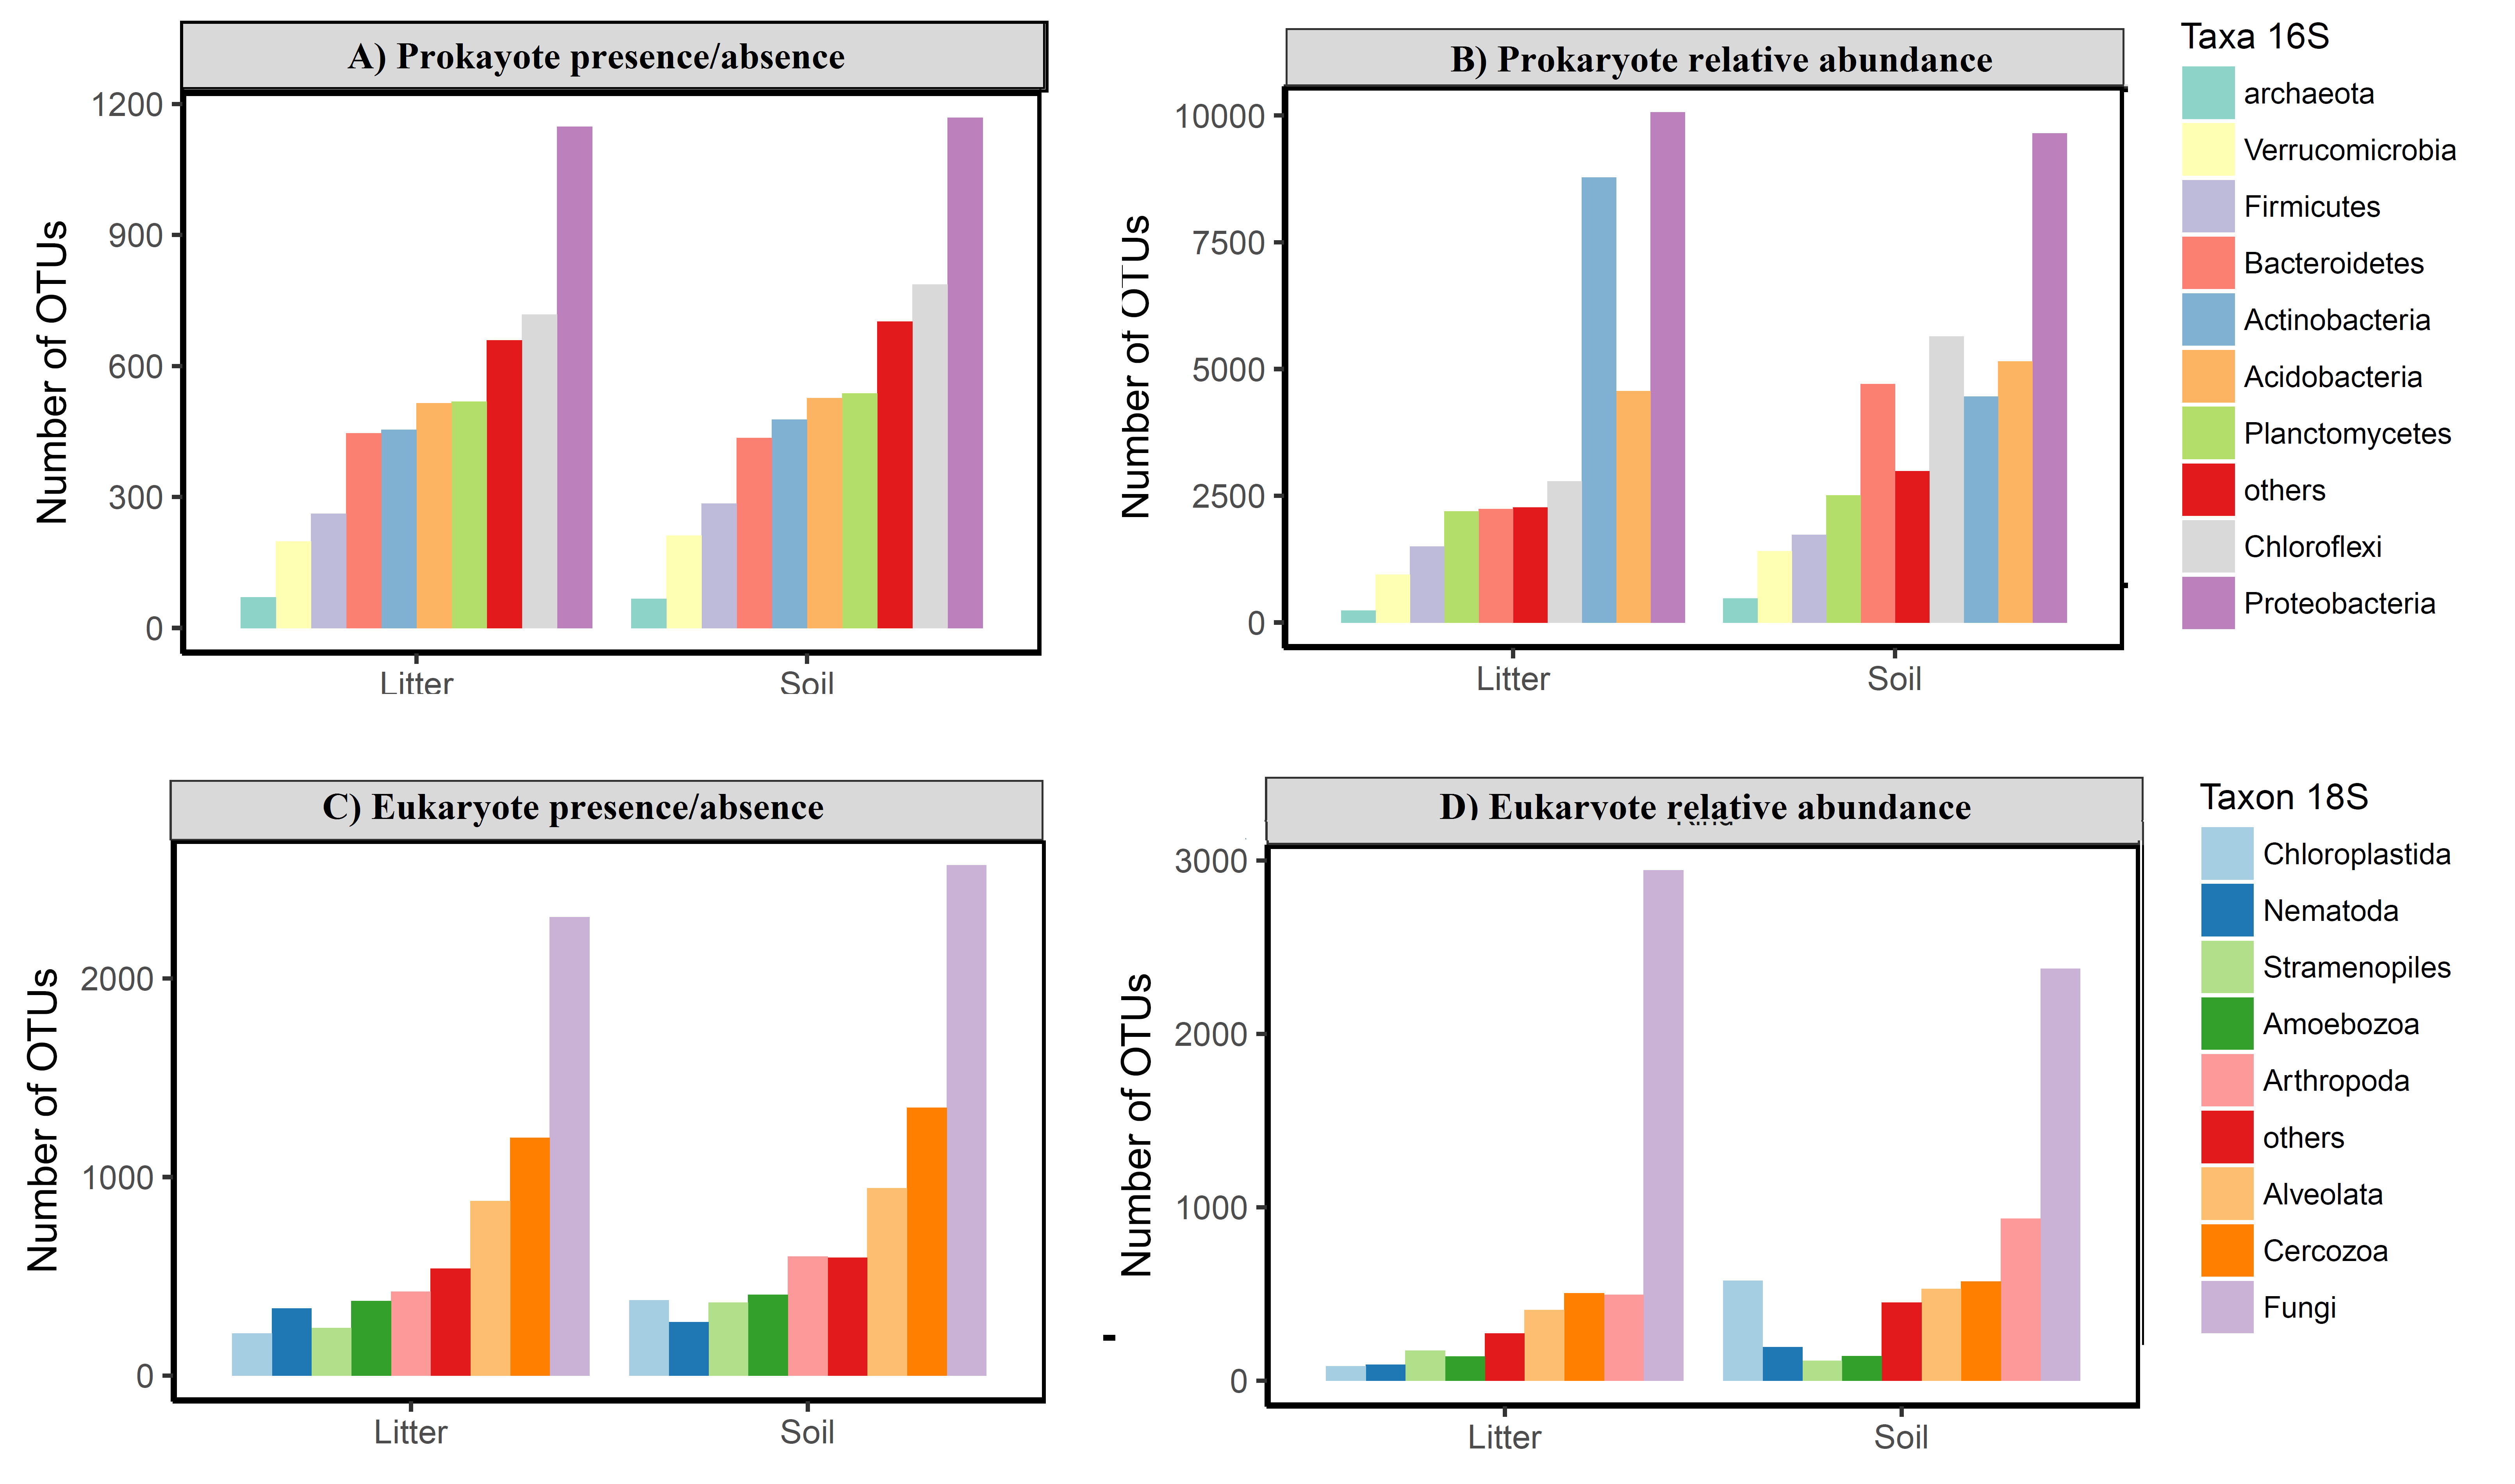 A) Prokayote presence/absence
1200
900
600
300
0
Number of OTUs
Litter
Soil
B) Prokaryote relative abundance
10000
7500
5000
2500
0
Number of OTUs
Litter
Soil
Taxa 16S
archaeota
Verrucomicrobia
Firmicutes
Bacteroidetes
Actinobacteria
Acidobacteria
Planctomycetes
others
Chloroflexi
Proteobacteria
C) Eukaryote presence/absence
2000
1000
0
Number of OTUs
Litter
Soil
D) Eukaryote relative abundance
3000
2000
1000
0
Number of OTUs
Litter
Soil
Taxon 18S
Chloroplastida
Nematoda
Stramenopiles
Amoebozoa
Arthropoda
others
Alveolata
Cercozoa
Fungi